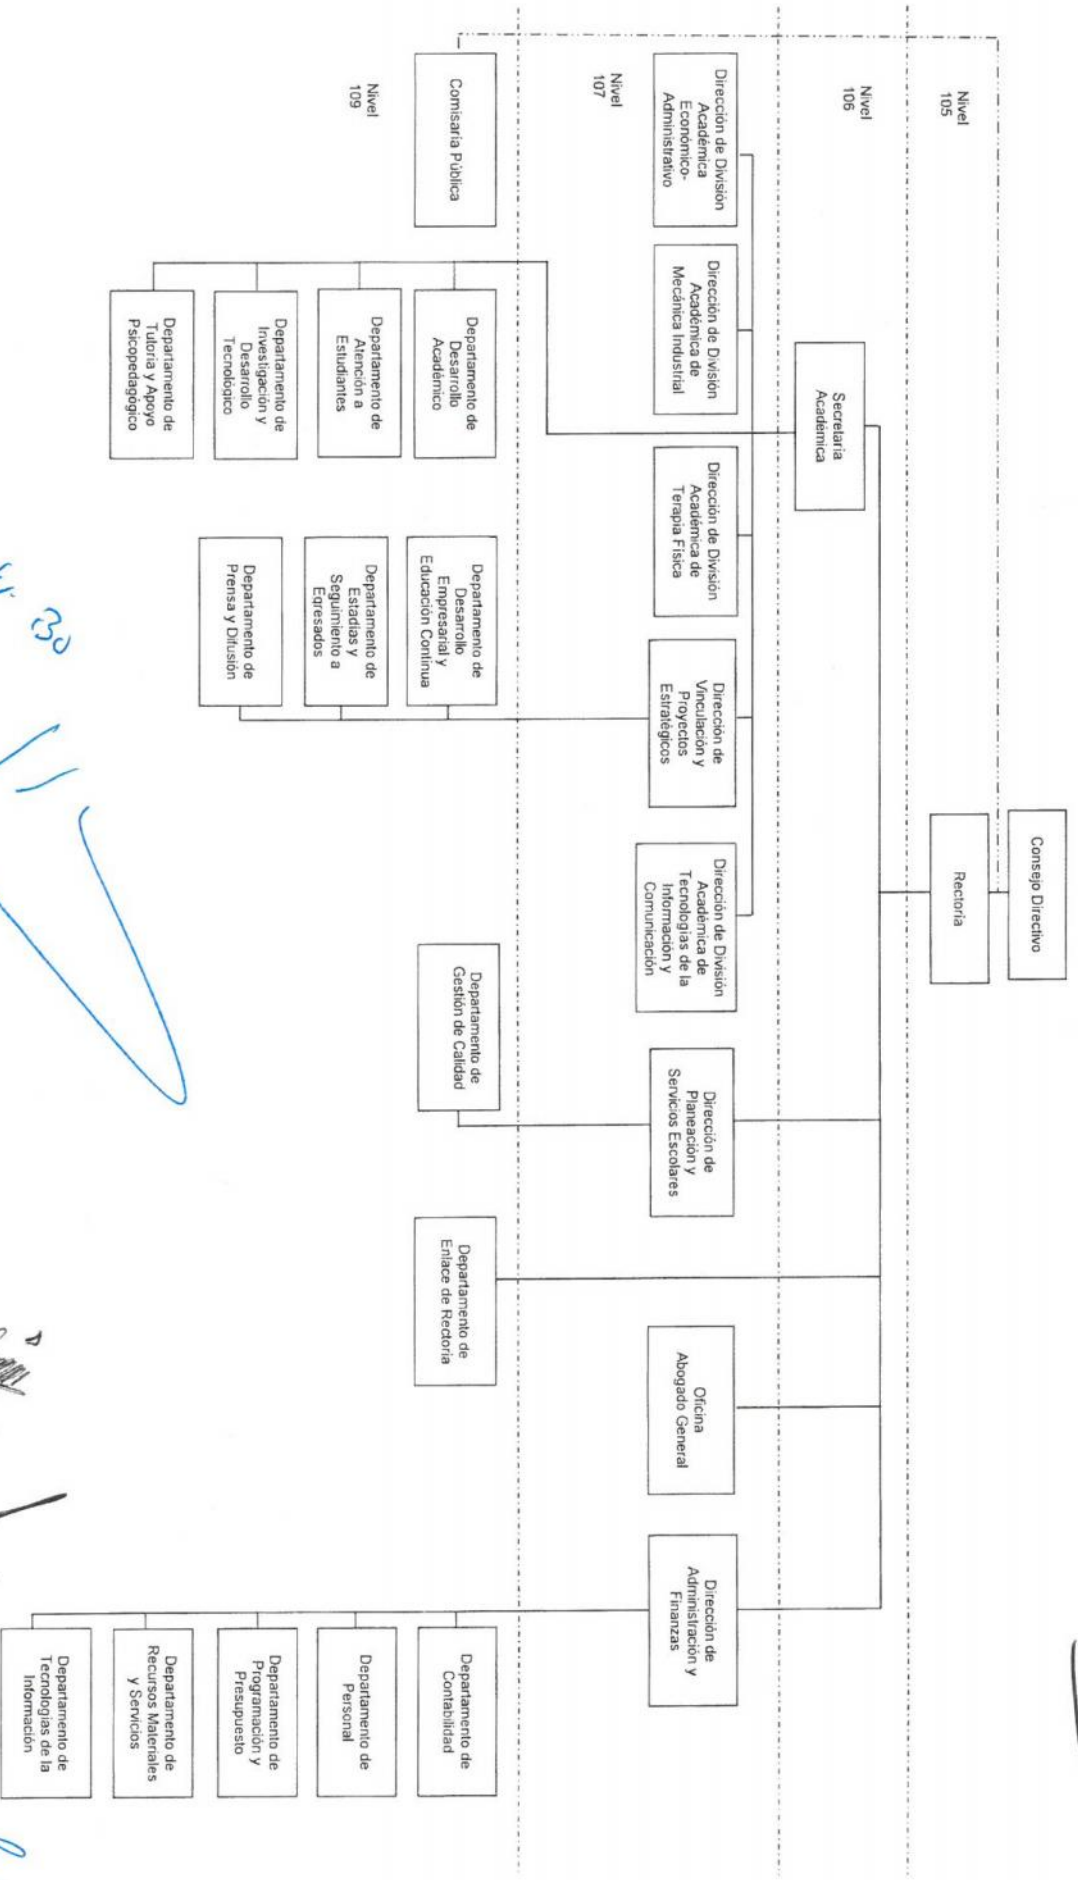 Consejo Directivo
Rectoria
Nivel
105
Nivel
106
Secretaria
Académica
Nivel
107
Dirección de División
Académica
Económico-
Administrativo
Dirección de División
Académica de
Mecánica Industrial
Dirección de División
Académica de
Terapia Física
Dirección de
Vinculación y
Proyectos
Estratégicos
Dirección de División
Académica de
Tecnologías de la
Información y
Comunicación
Dirección de
Planeación y
Servicios Escolares
Oficina
Abogado General
Dirección de
Administración y
Finanzas
Nivel
109
Comisaria Pública
Departamento de
Desarrollo
Académico
Departamento de
Atención a
Estudiantes
Departamento de
Investigación y
Desarrollo
Tecnológico
Departamento de
Tutoria y Apoyo
Psicopedagógico
Departamento de
Desarrollo
Empresarial y
Educación Continua
Departamento de
Estadías y
Seguimiento a
Egresados
Departamento de
Prensa y Difusión
Departamento de
Gestión de Calidad
Departamento de
Enlace de Rectoria
Departamento de
Contabilidad
Departamento de
Personal
Departamento de
Programación y
Presupuesto
Departamento de
Recursos Materiales
y Servicios
Departamento de
Tecnologías de la
Información